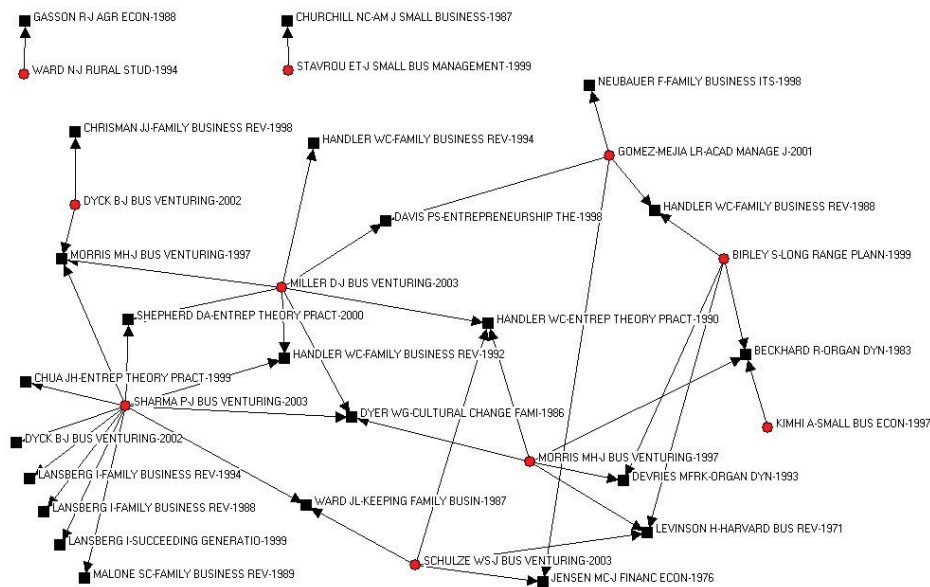 GASSON R-J AGR ECON-1988
CHURCHILL NC-AM J SMALL BUSINESS-1987
WARD N-J RURAL STUD-1994
STAVROU ET-J SMALL BUS MANAGEMENT-1999
NEUBAUER F-FAMILY BUSINESS ITS-1998
CHRISMAN JJ-FAMILY BUSINESS REV-1998
HANDLER WC-FAMILY BUSINESS REV-1994
GOMEZ-MEJIA LR-ACAD MANAGE J-2001
DYCK B-J BUS VENTURING-2002
HANDLER WC-FAMILY BUSINESS REV-1988
DAVIS PS-ENTREPRENEURSHIP THE-1998
MORRIS MH-J BUS VENTURING-1997
BIRLEY S-LONG RANGE PLANN-1999
MILLER D-J BUS VENTURING-2003
SHEPHERD DA-ENTREP THEORY PRACT-2000
HANDLER WC-ENTREP THEORY PRACT-1990
HANDLER WC-FAMILY BUSINESS REV-1992
BECKHARD R-ORGAN DYN-1983
CHUA JH-ENTREP THEORY PRACT-1999
SHARMA P-J BUS VENTURING-2003
DYER WG-CULTURAL CHANGE FAMI-1986
KIMHI A-SMALL BUS ECON-1997
DYCK B-J BUS VENTURING-2002
MORRIS MH-J BUS VENTURING-1997
LANSBERG I-FAMILY BUSINESS REV-1994
DEVRIES MFRK-ORGAN DYN-1993
WARD JL-KEEPING FAMILY BUSIN-1987
LANSBERG I-FAMILY BUSINESS REV-1988
LEVINSON H-HARVARD BUS REV-1971
LANSBERG I-SUCCEEDING GENERATIO-1999
SCHULZE WS-J BUS VENTURING-2003
MALONE SC-FAMILY BUSINESS REV-1989
JENSEN MC-J FINANC ECON-1976